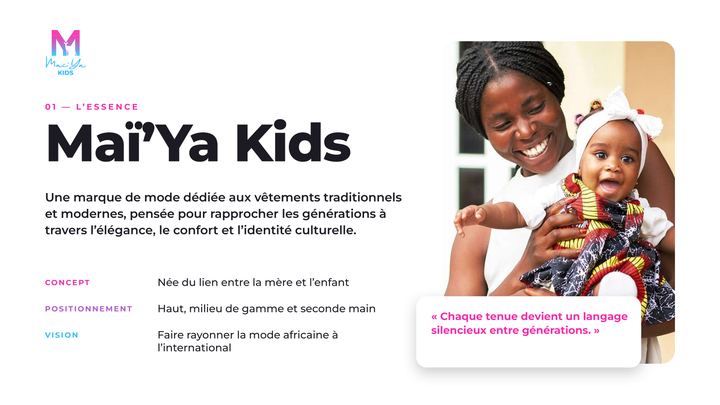 M
Maï'Ya
KIDS
01 — L'ESSENCE
Maï'Ya Kids
Une marque de mode dédiée aux vêtements traditionnels
et modernes, pensée pour rapprocher les générations à
travers l'élégance, le confort et l'identité culturelle.
CONCEPT Née du lien entre la mère et l'enfant
POSITIONNEMENT Haut, milieu de gamme et seconde main
VISION Faire rayonner la mode africaine à
l'international
« Chaque tenue devient un langage
silencieux entre générations. »